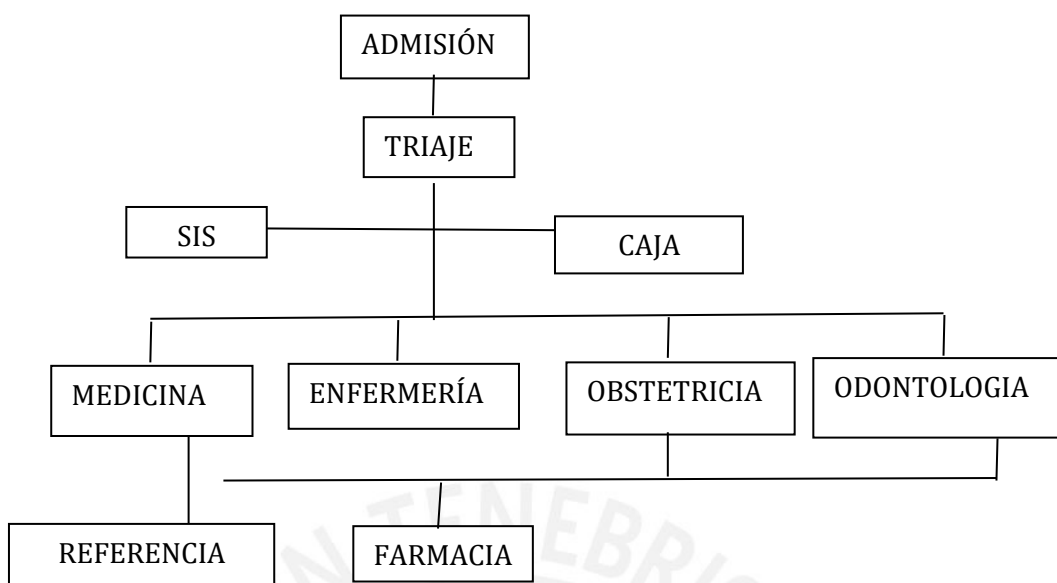 ADMISIÓN
TRIAJE
SIS
CAJA
MEDICINA
ENFERMERÍA
OBSTETRICIA
ODONTOLOGIA
REFERENCIA
FARMACIA